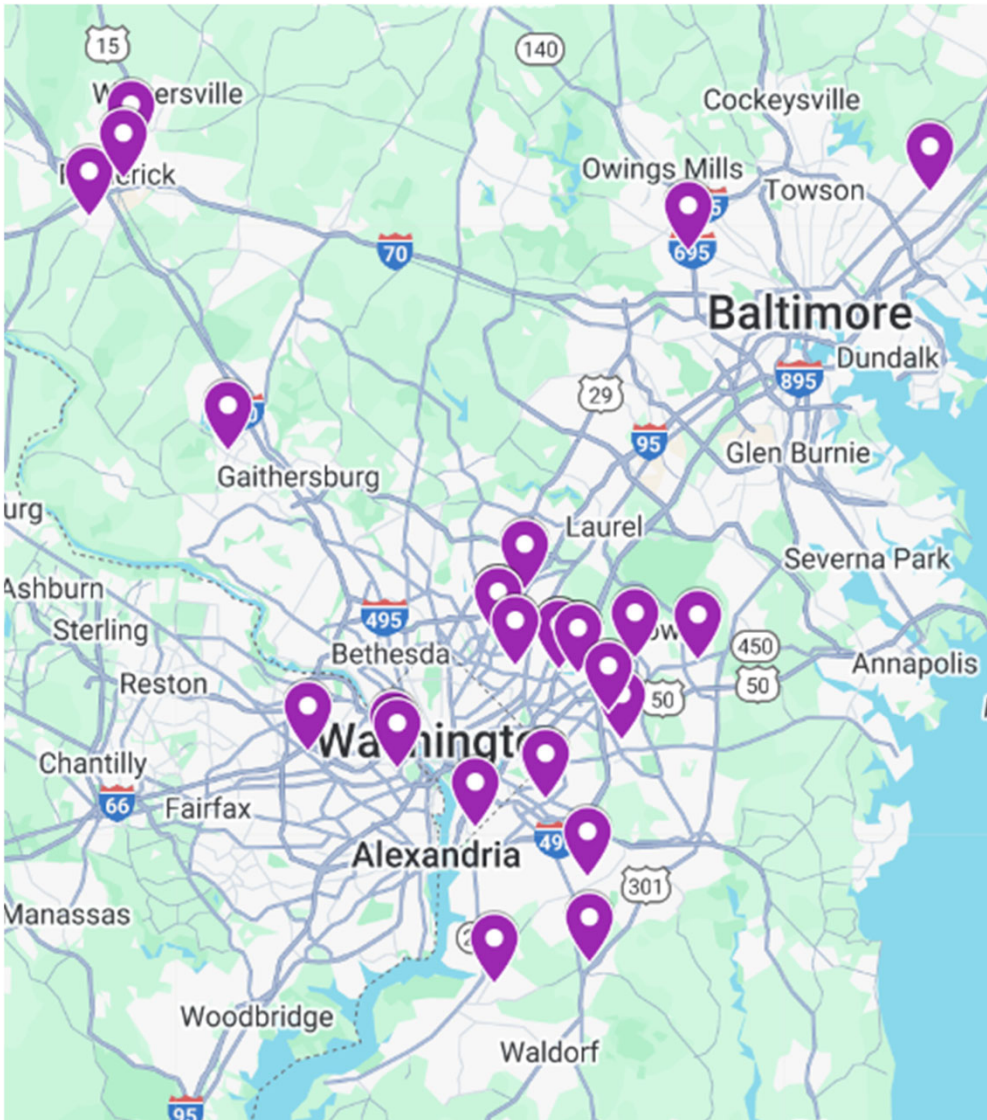 15
140
Cockeysville
Owings Mills
Towson
695
70
Baltimore
Dundalk
895
29
95
Glen Burnie
Gaithersburg
Laurel
Severna Park
Ashburn
495
Sterling
Bethesda
450
Annapolis
Reston
50
50
Chantilly
66
Fairfax
Alexandria
301
Manassas
Woodbridge
Waldorf
95